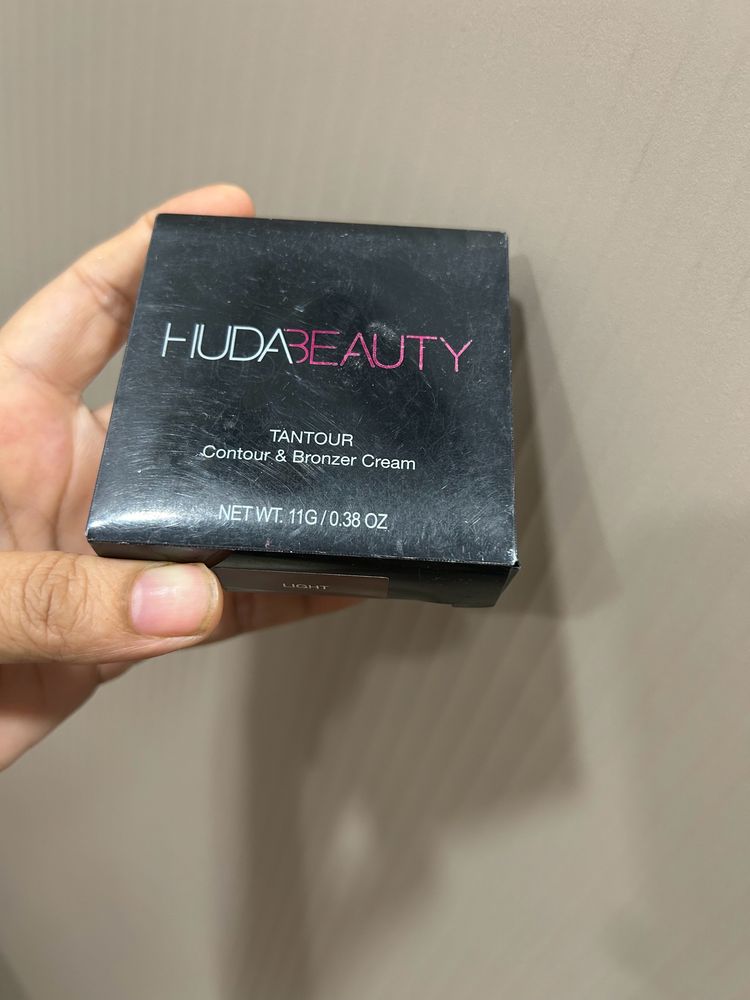 HUDABEAUTY
TANTOUR
Contour & Bronzer Cream
NET WT. 11G / 0.38 OZ
LIGHT